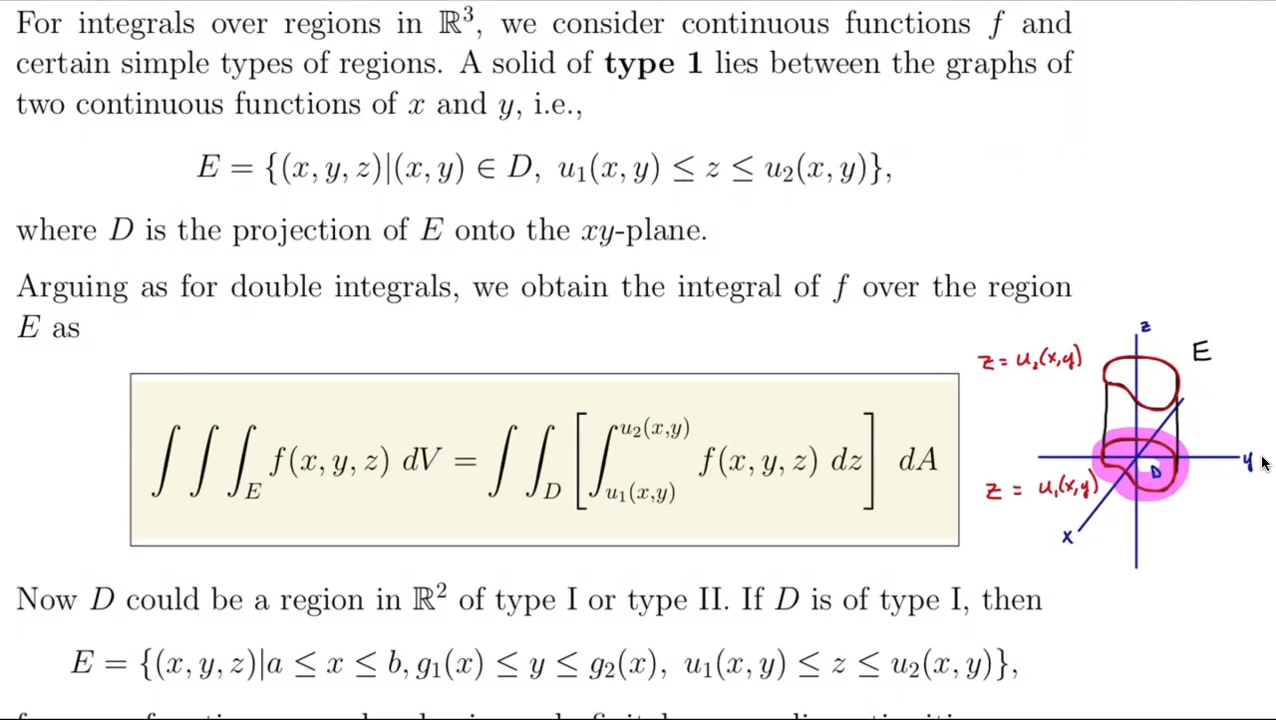 For integrals over regions in ℝ³, we consider continuous functions f and
certain simple types of regions. A solid of type 1 lies between the graphs of
two continuous functions of x and y, i.e.,
E = {(x, y, z)|(x, y) ∈ D, u₁(x, y) ≤ z ≤ u₂(x, y)},
where D is the projection of E onto the xy-plane.
Arguing as for double integrals, we obtain the integral of f over the region
E as
∫∫∫_E f(x, y, z) dV = ∫∫_D [∫_{u₁(x,y)}^{u₂(x,y)} f(x, y, z) dz] dA
z
z = u₂(x,y)
E
y
D
z = u₁(x,y)
x
Now D could be a region in ℝ² of type I or type II. If D is of type I, then
E = {(x, y, z)|a ≤ x ≤ b, g₁(x) ≤ y ≤ g₂(x), u₁(x, y) ≤ z ≤ u₂(x, y)},